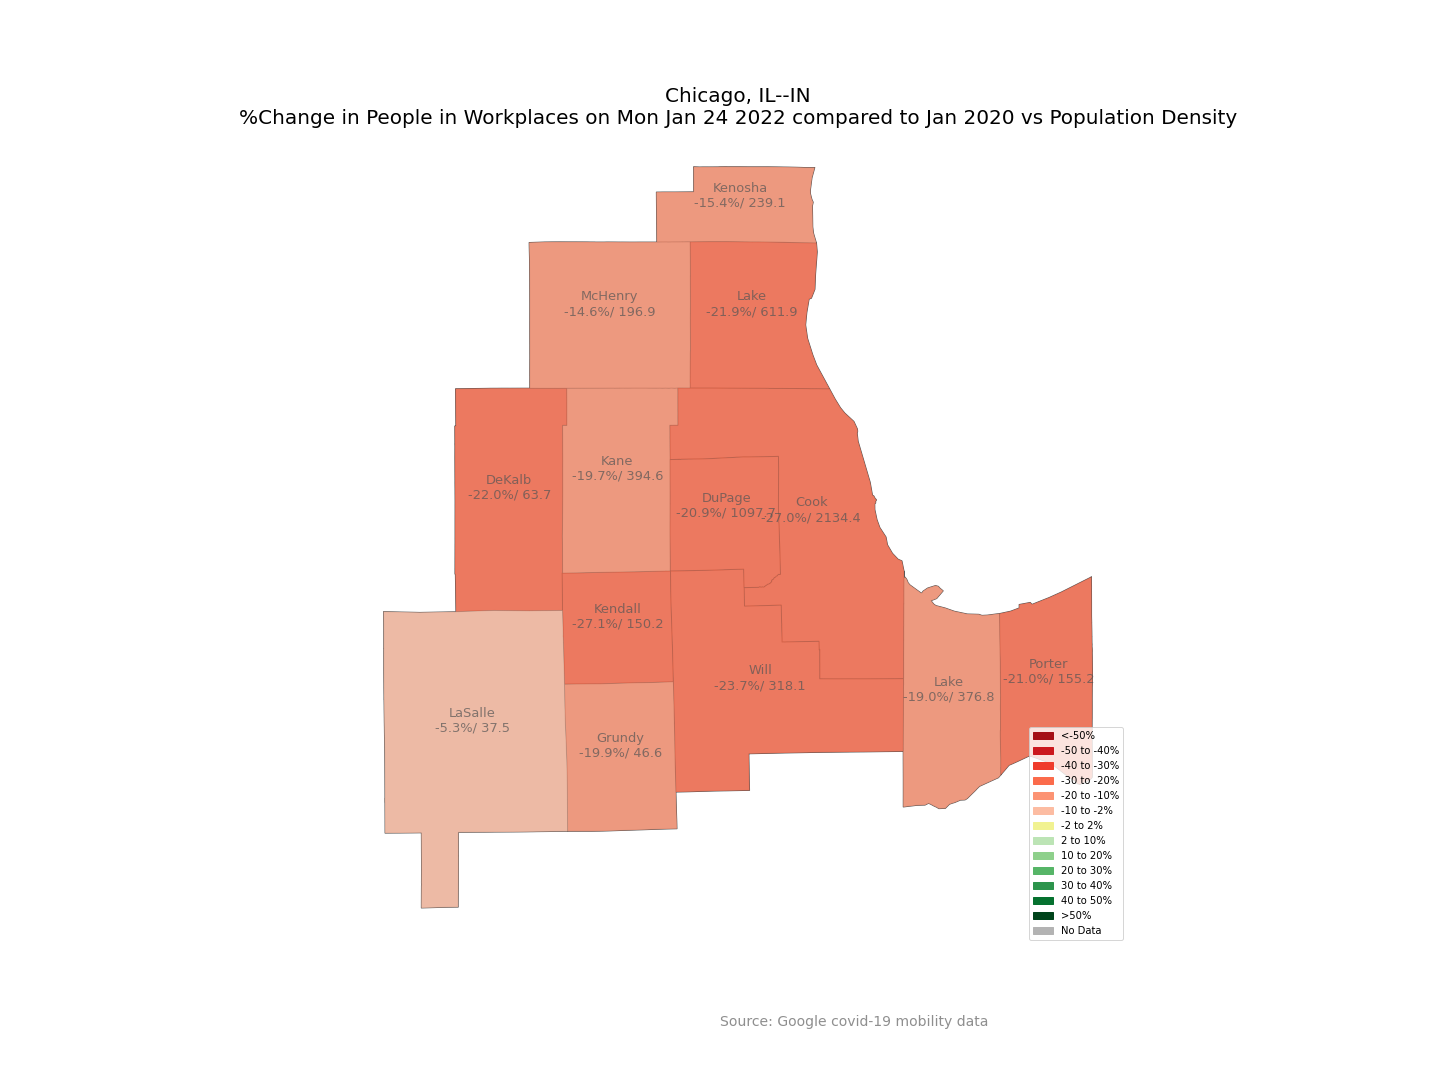 Chicago, IL--IN
%Change in People in Workplaces on Mon Jan 24 2022 compared to Jan 2020 vs Population Density
Kenosha
-15.4%/ 239.1
McHenry
-14.6%/ 196.9
Lake
-21.9%/ 611.9
Kane
-19.7%/ 394.6
DeKalb
-22.0%/ 63.7
DuPage
-20.9%/ 1097.7
Cook
-27.0%/ 2134.4
Kendall
-27.1%/ 150.2
Will
-23.7%/ 318.1
Lake
-19.0%/ 376.8
Porter
-21.0%/ 155.2
LaSalle
-5.3%/ 37.5
Grundy
-19.9%/ 46.6
<-50%
-50 to -40%
-40 to -30%
-30 to -20%
-20 to -10%
-10 to -2%
-2 to 2%
2 to 10%
10 to 20%
20 to 30%
30 to 40%
40 to 50%
>50%
No Data
Source: Google covid-19 mobility data